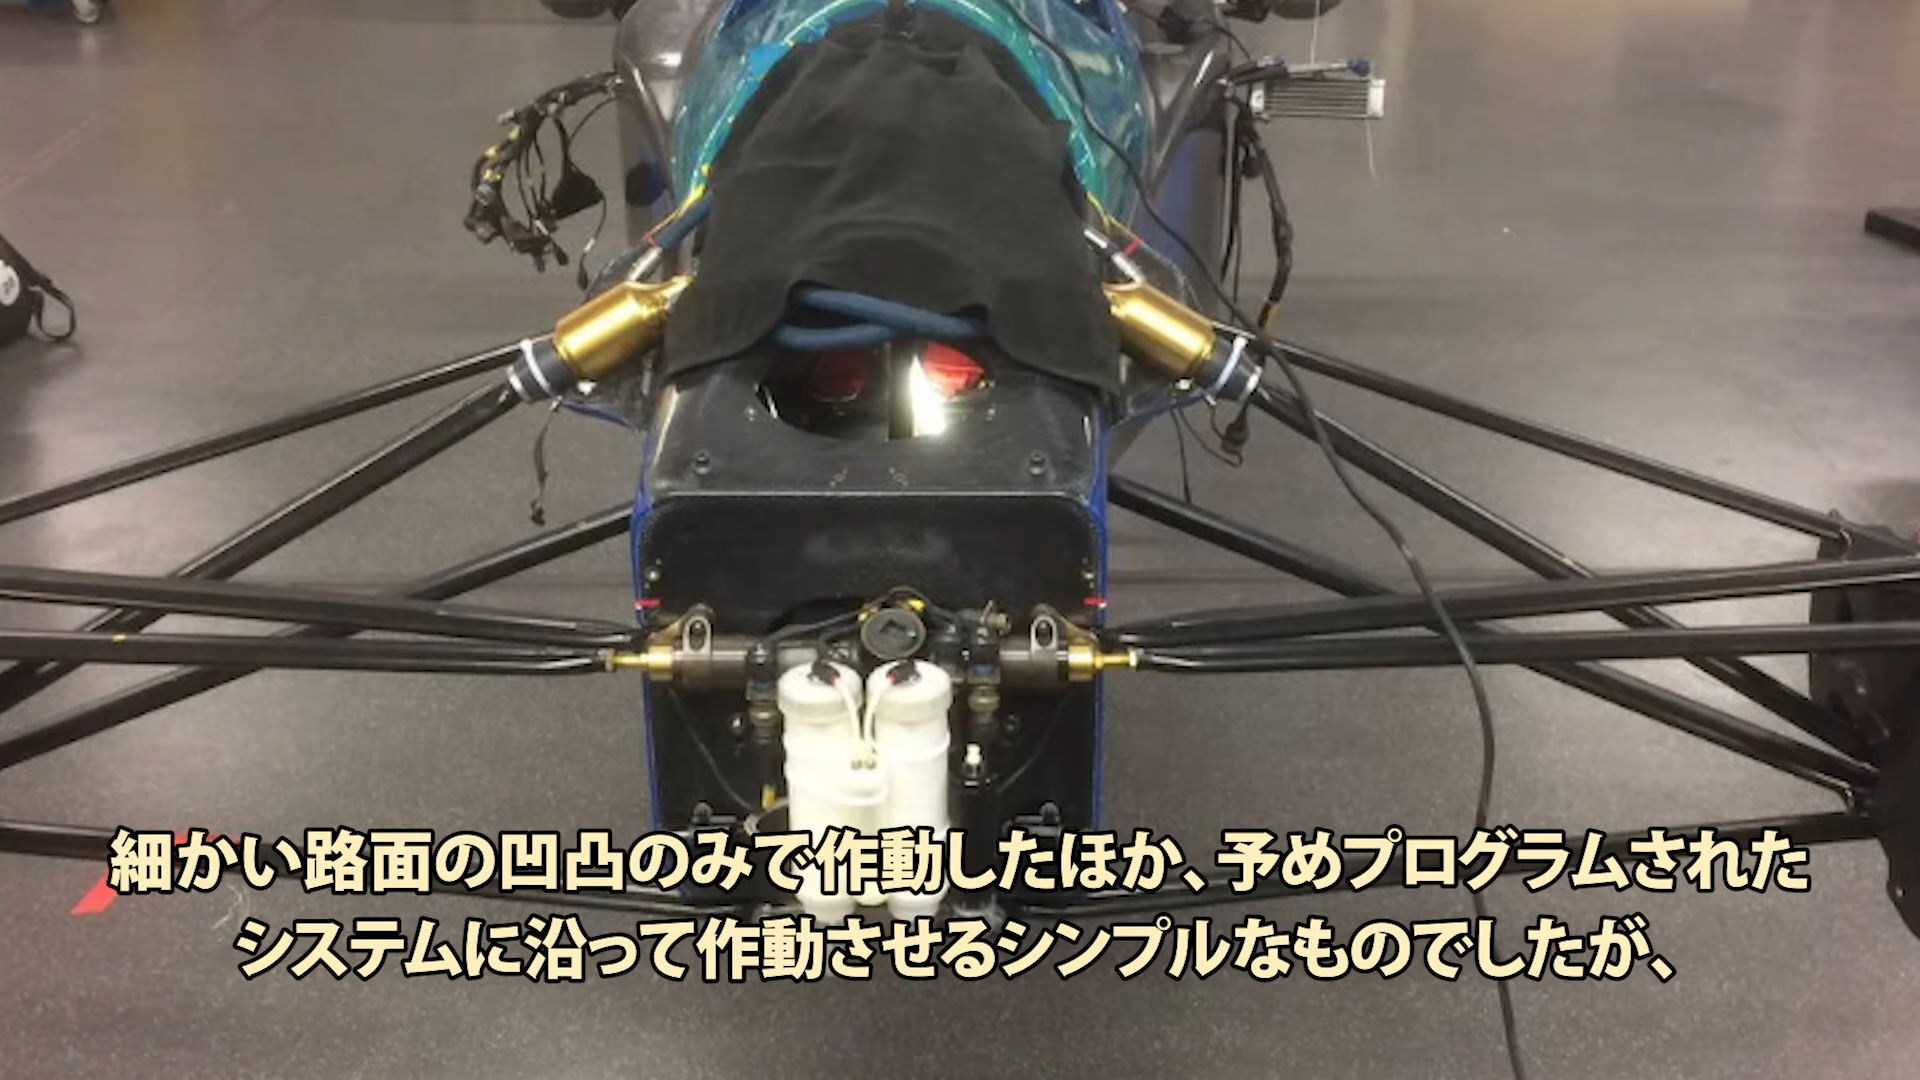 細かい路面の凹凸のみで作動したほか、予めプログラムされた
システムに沿って作動させるシンプルなものでしたが、